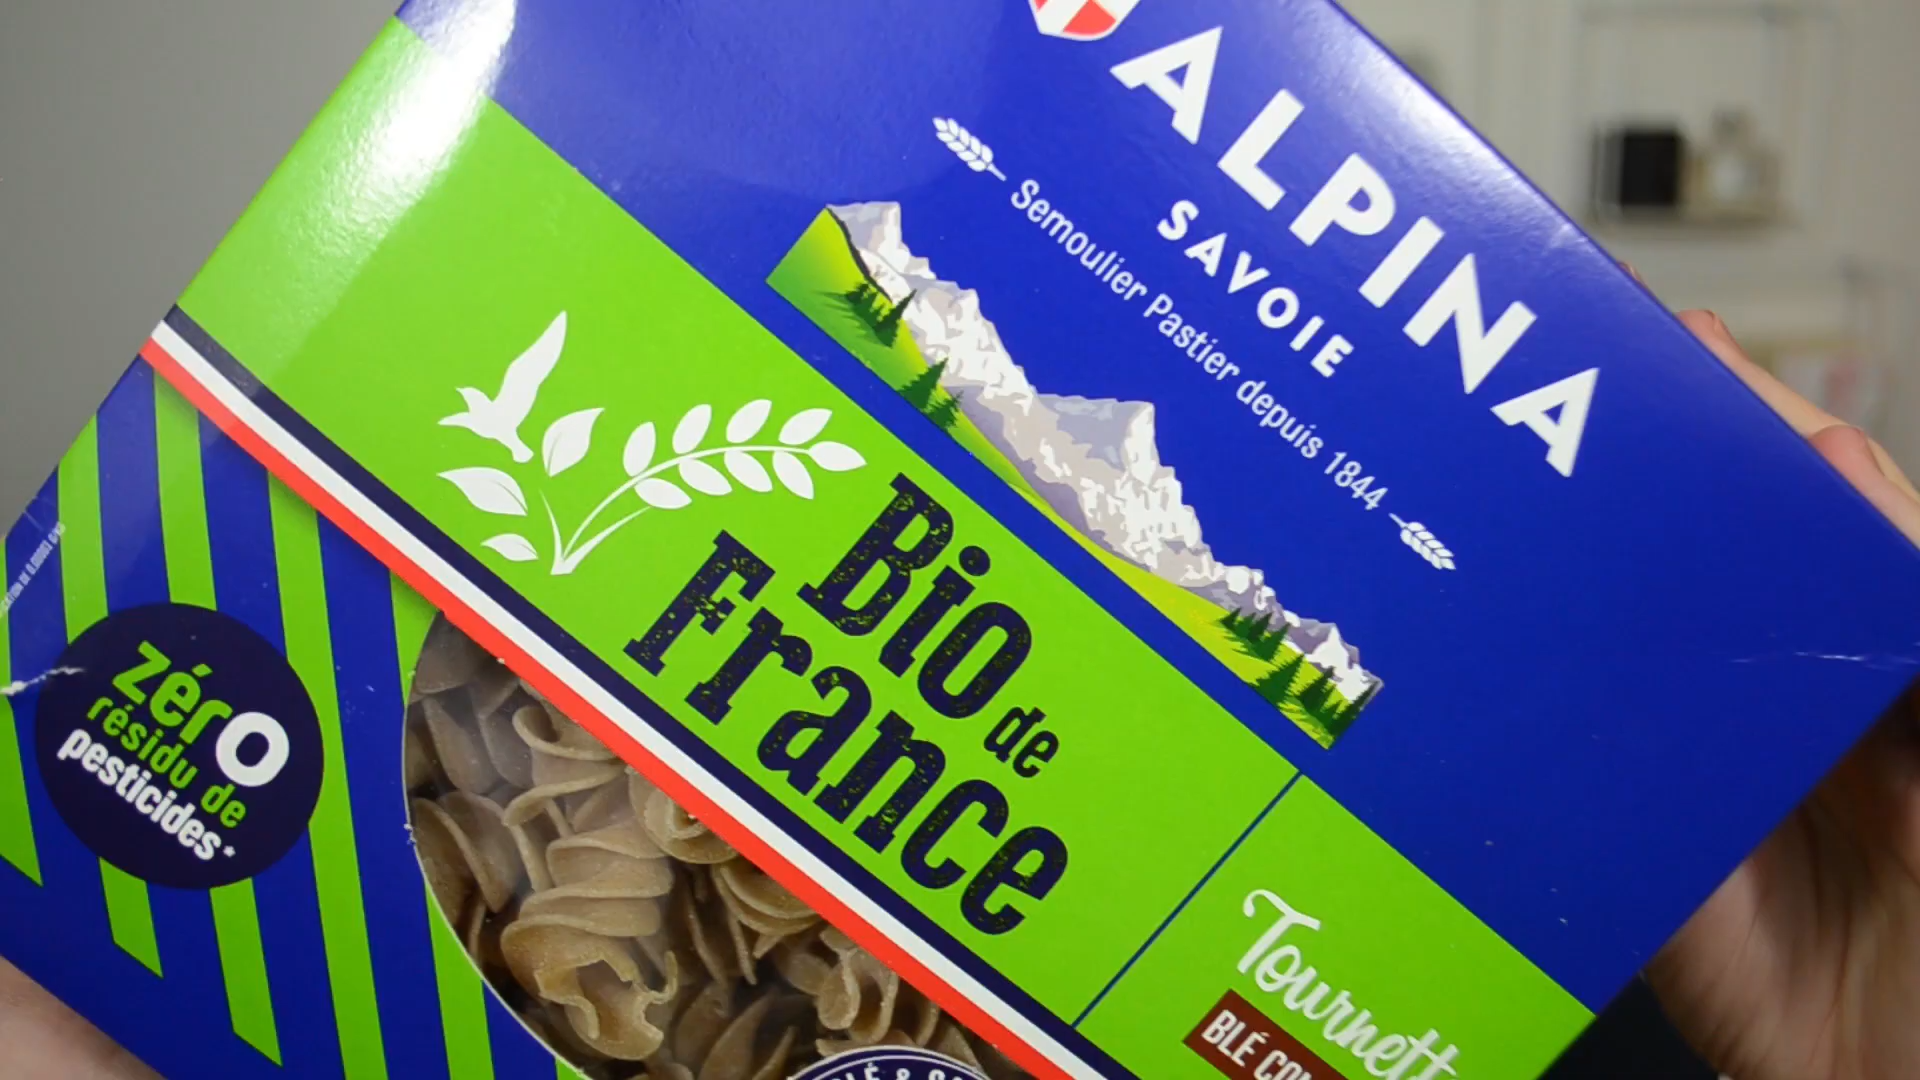 ALPINA
SAVOIE
Semoulier Pastier depuis 1844
Bio de
France
zéro
résidu de
pesticides*
Tournett
BLÉ CO